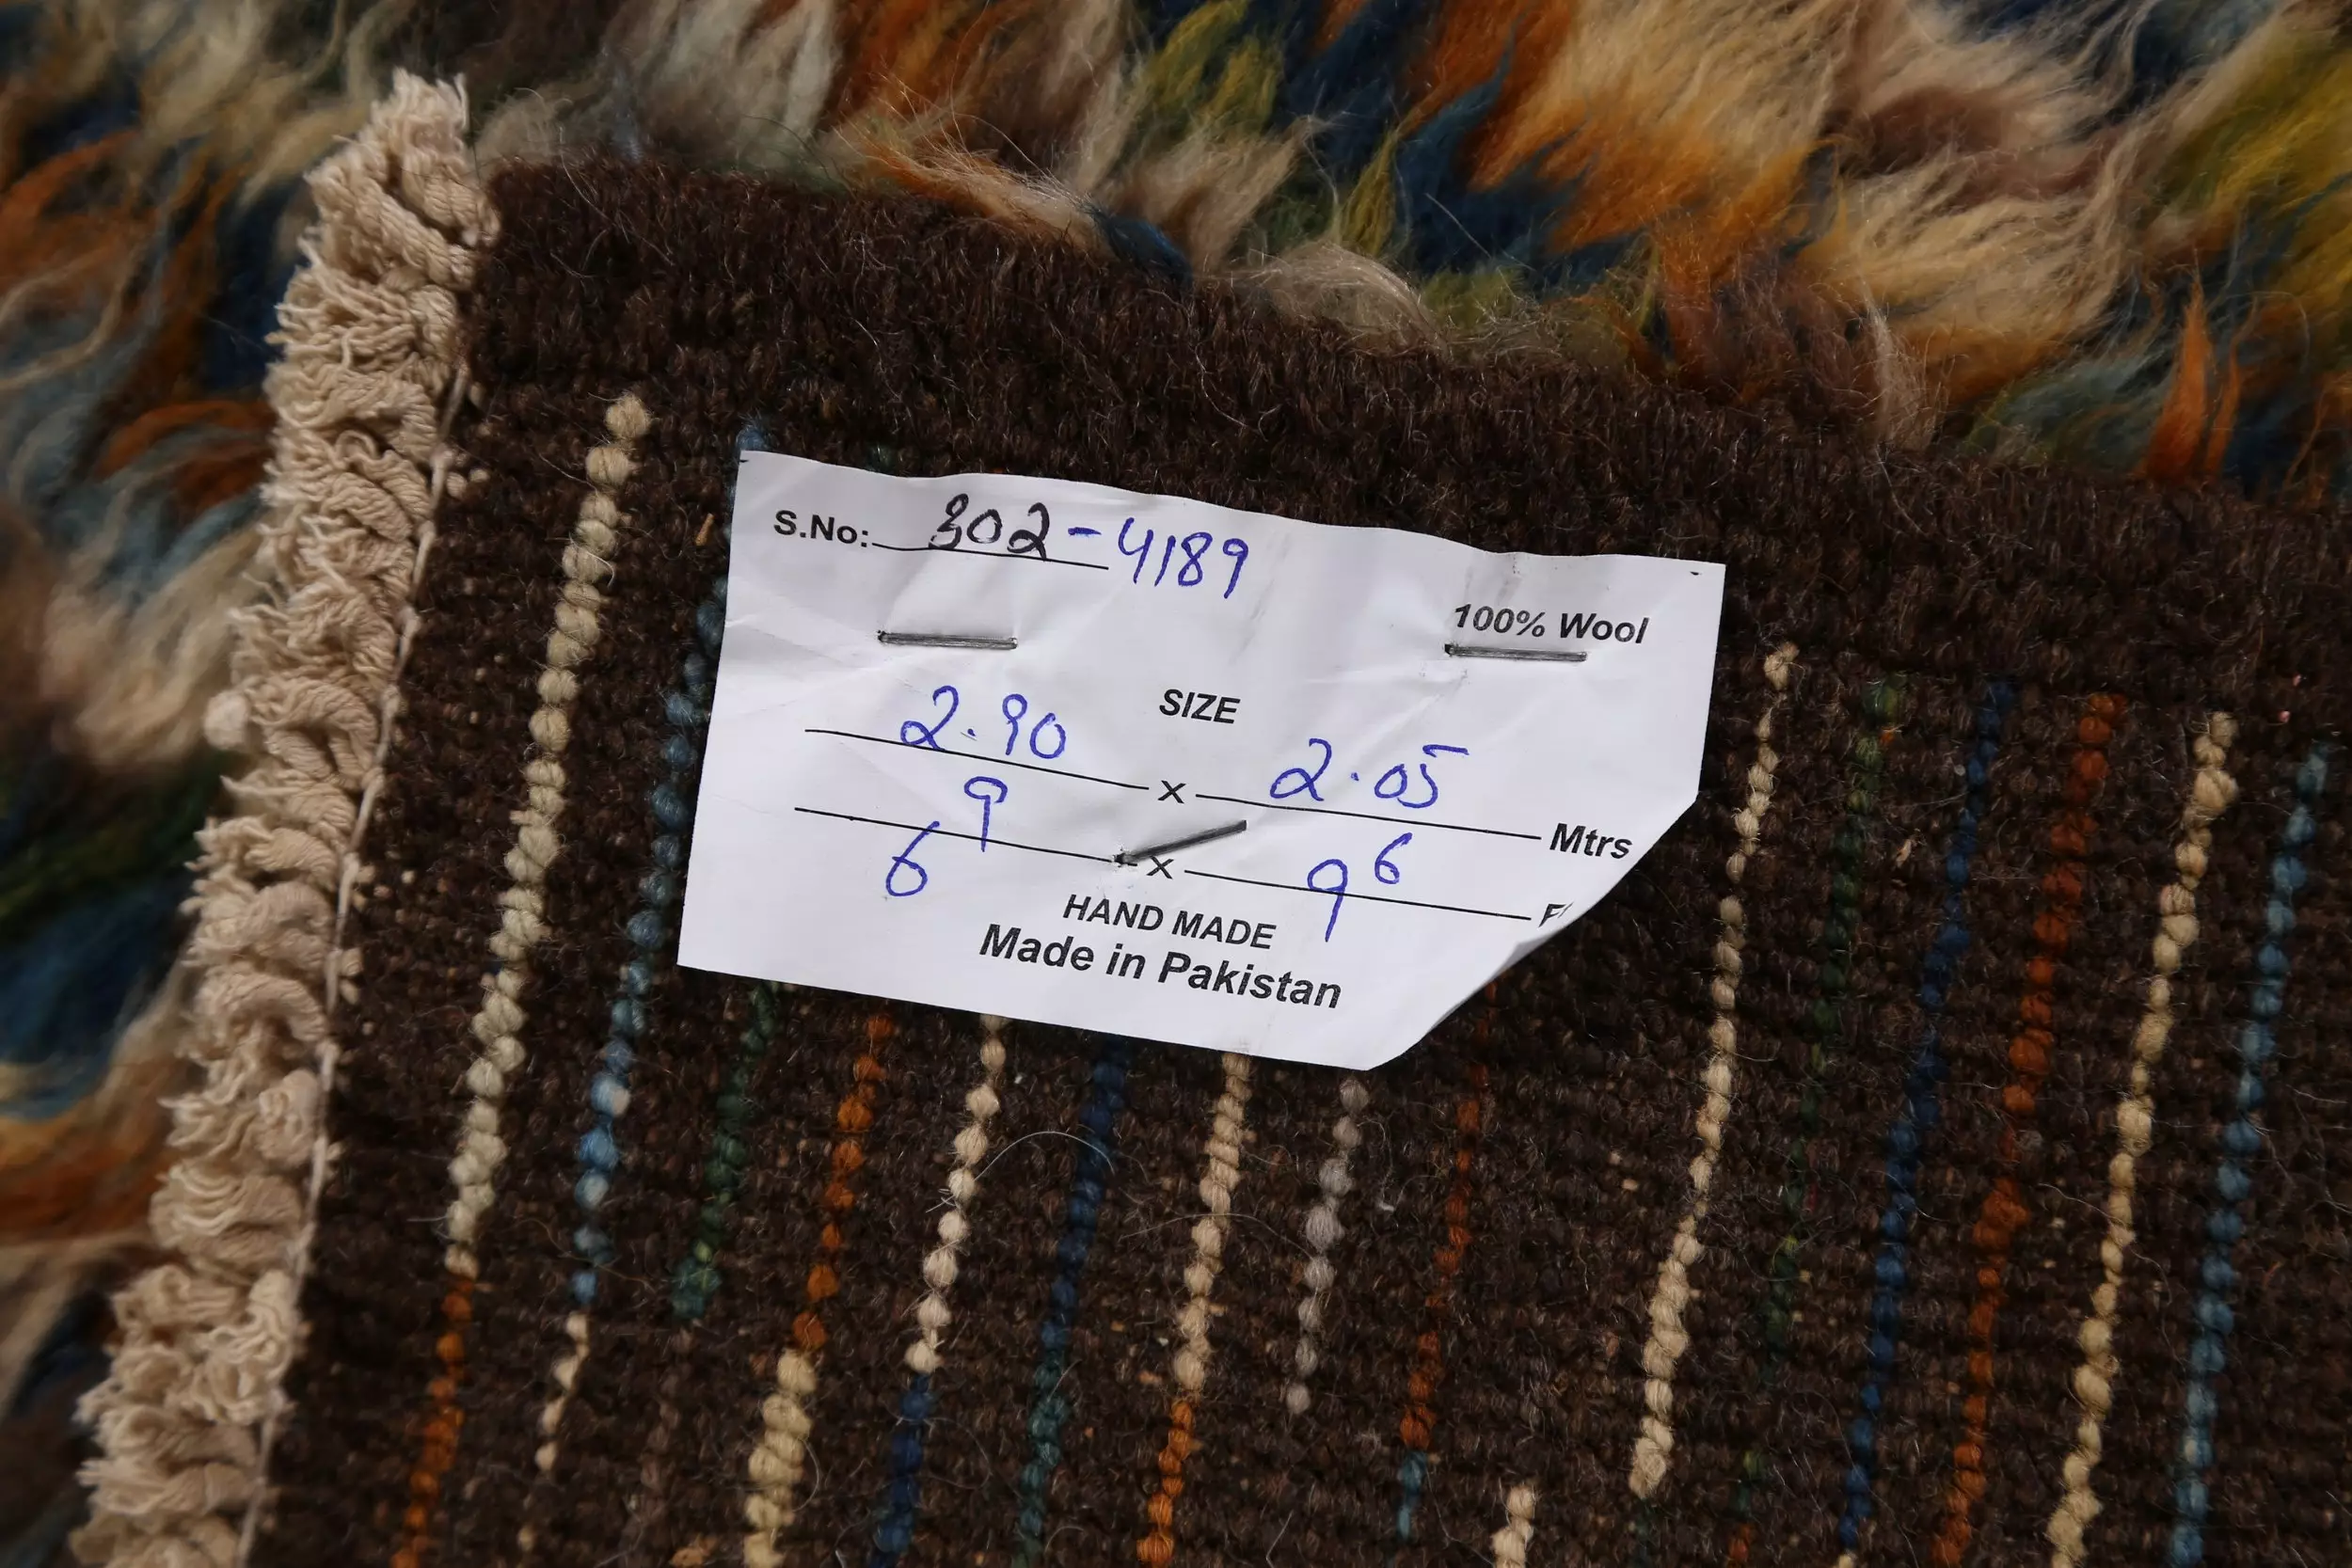 S.No: 302-4189
100% Wool
SIZE
2.90 x 2.05 Mtrs
6 9 x 9 6 F
HAND MADE
Made in Pakistan